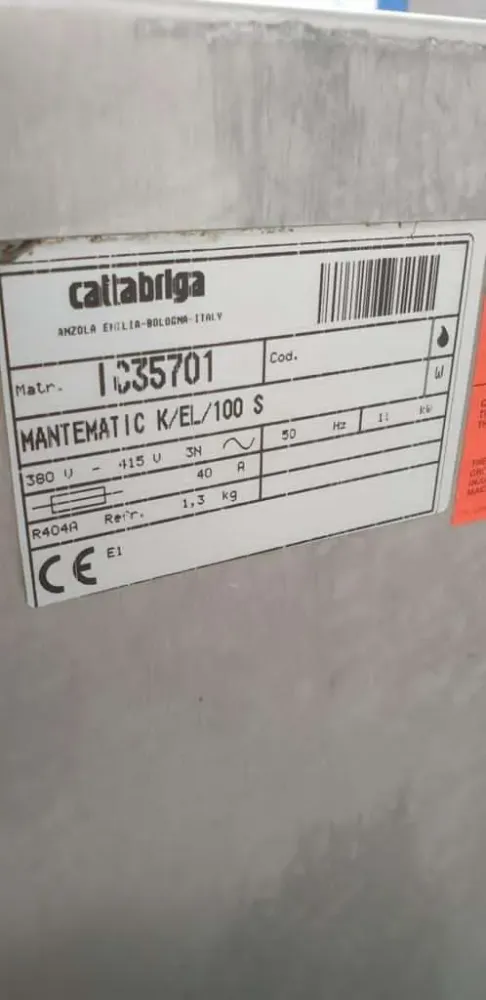 cattabriga
ANZOLA EMILIA-BOLOGNA-ITALY
Matr. IC35701
Cod.
W
MANTEMATIC K/EL/100 S
380 V - 415 V 3N 50 Hz 11 kW
40 A
R404A Refr. 1,3 kg
CE E1